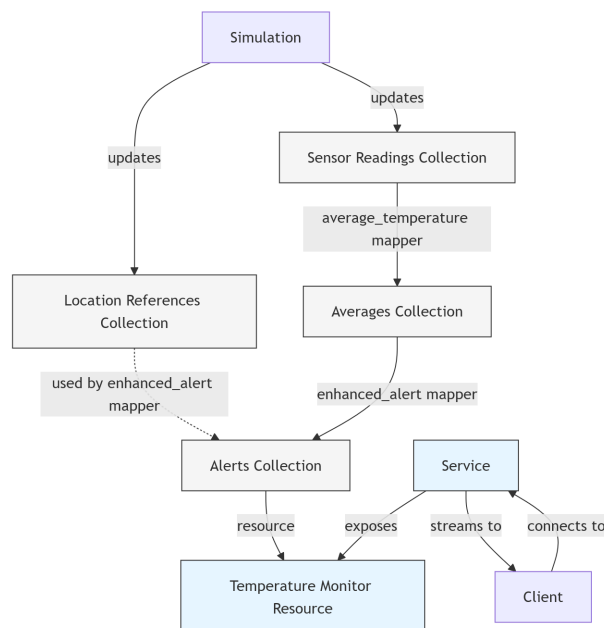 Simulation
updates
updates
Sensor Readings Collection
average_temperature
mapper
Location References
Collection
Averages Collection
used by enhanced_alert
mapper
enhanced_alert mapper
Alerts Collection
Service
resource
exposes
streams to
connects to
Temperature Monitor
Resource
Client